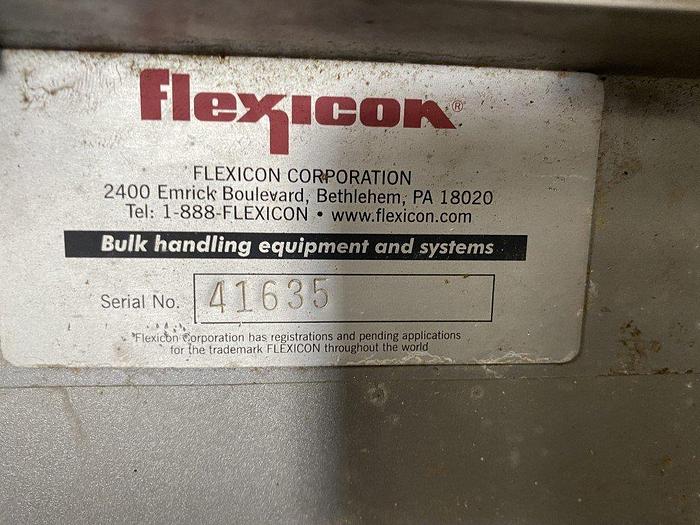 flexicon®
FLEXICON CORPORATION
2400 Emrick Boulevard, Bethlehem, PA 18020
Tel: 1-888-FLEXICON • www.flexicon.com
Bulk handling equipment and systems
Serial No. 41635
Flexicon Corporation has registrations and pending applications
for the trademark FLEXICON throughout the world